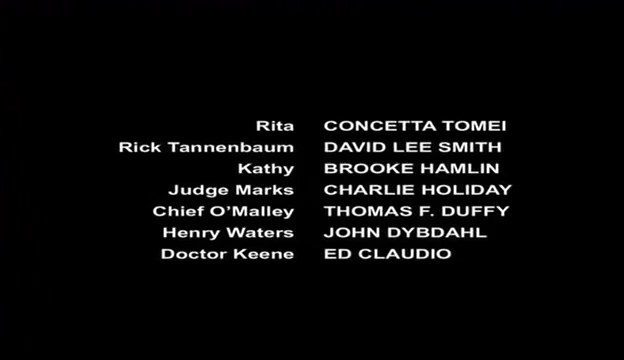 Rita CONCETTA TOMEI
Rick Tannenbaum DAVID LEE SMITH
Kathy BROOKE HAMLIN
Judge Marks CHARLIE HOLIDAY
Chief O'Malley THOMAS F. DUFFY
Henry Waters JOHN DYBDAHL
Doctor Keene ED CLAUDIO